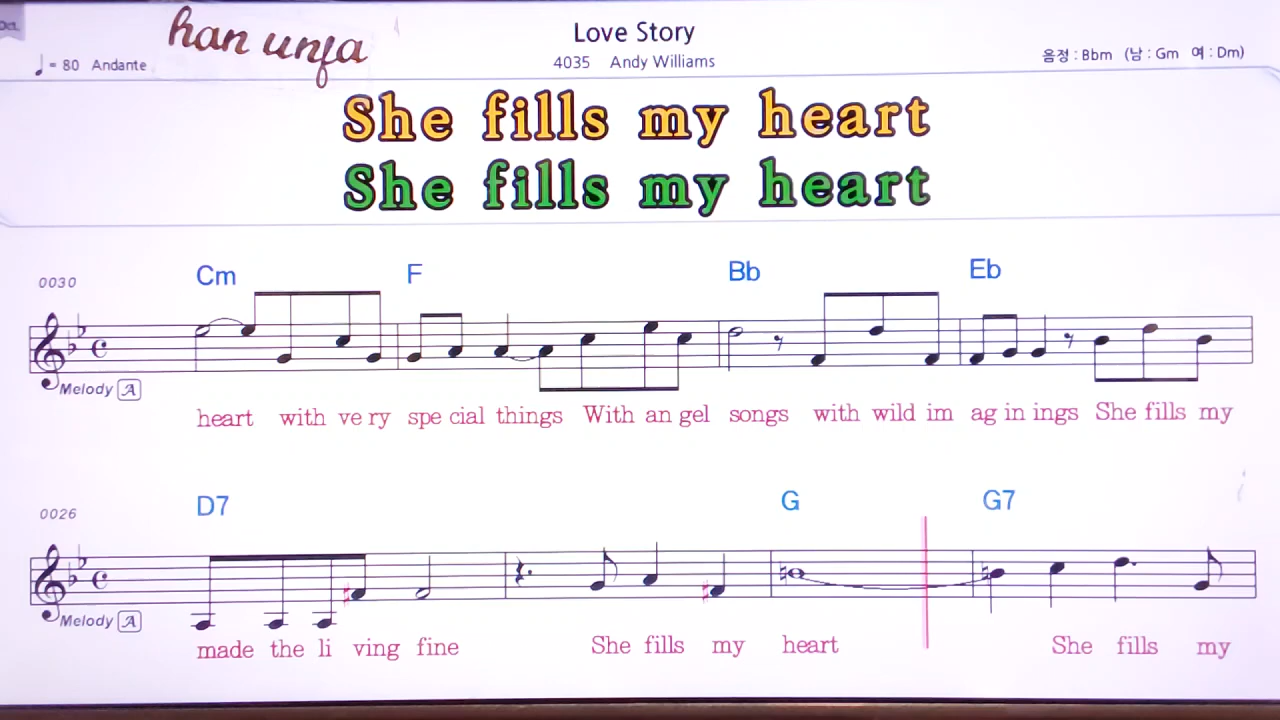 han unja
Love Story
♩ = 80 Andante
4035 Andy Williams
음정 : Bbm (남 : Gm 여 : Dm)
She fills my heart
She fills my heart
0030
Cm F Bb Eb
Melody A
heart with ve ry spe cial things With an gel songs with wild im ag in ings She fills my
0026
D7 G G7
Melody A
made the li ving fine She fills my heart She fills my